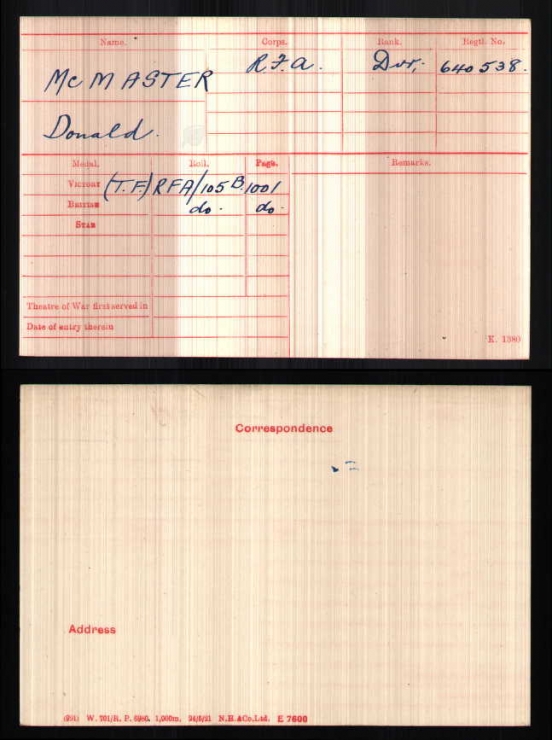 Name. Corps. Rank. Regtl. No.
McMASTER R.F.A. Dvr. 640538.
Donald.
Medal. Roll. Page. Remarks.
Victory (T.F.) RFA/105 B. 1001
British do. do.
Star
Theatre of War first served in
Date of entry therein
K. 1380
Correspondence
Address
W. 701/R. P. 6960. 1,000m. N.H.&Co.Ltd. E 7600